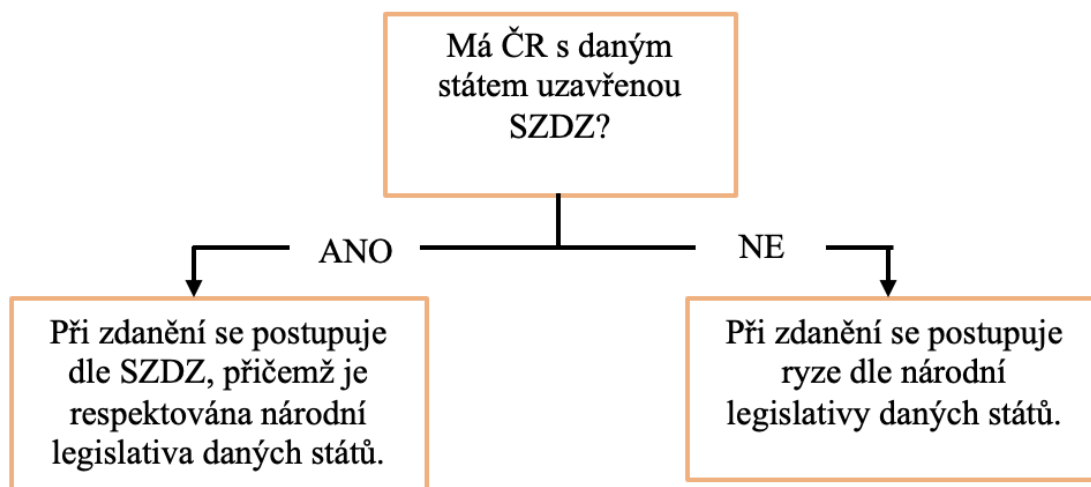 Má ČR s daným
státem uzavřenou
SZDZ?
ANO
NE
Při zdanění se postupuje
dle SZDZ, přičemž je
respektována národní
legislativa daných států.
Při zdanění se postupuje
ryze dle národní
legislativy daných států.